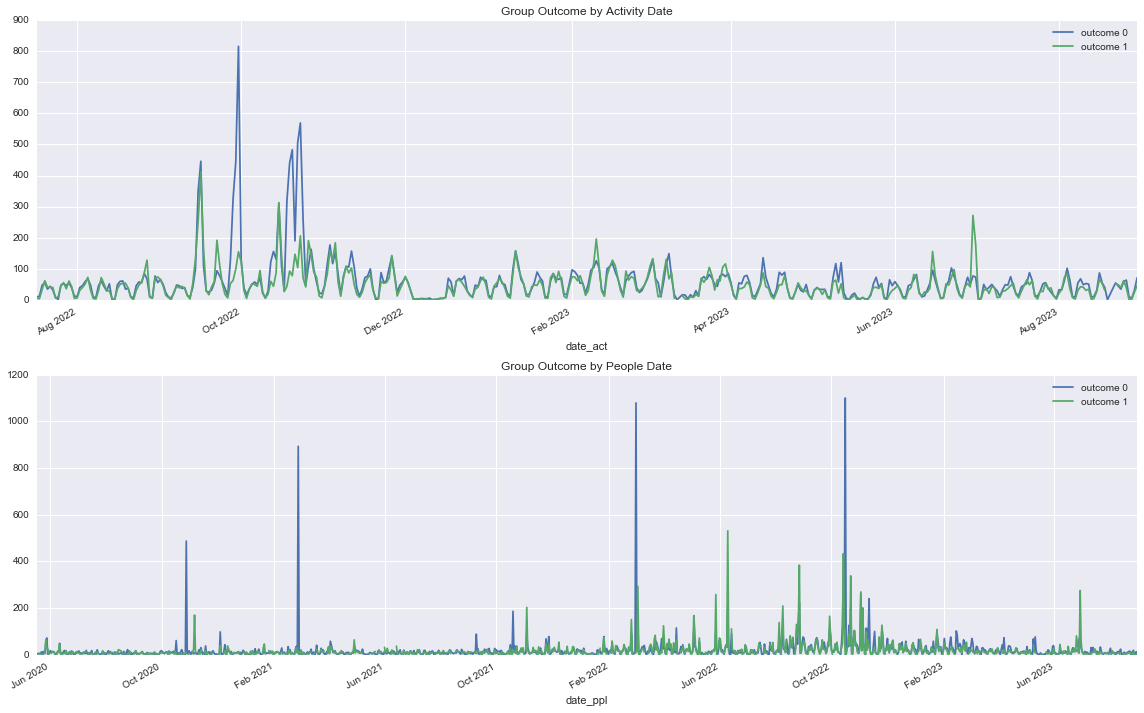 Group Outcome by Activity Date
900
800
700
600
500
400
300
200
100
0
outcome 0
outcome 1
Aug 2022
Oct 2022
Dec 2022
Feb 2023
Apr 2023
Jun 2023
Aug 2023
date_act
Group Outcome by People Date
1200
1000
800
600
400
200
0
outcome 0
outcome 1
Jun 2020
Oct 2020
Feb 2021
Jun 2021
Oct 2021
Feb 2022
Jun 2022
Oct 2022
Feb 2023
Jun 2023
date_ppl